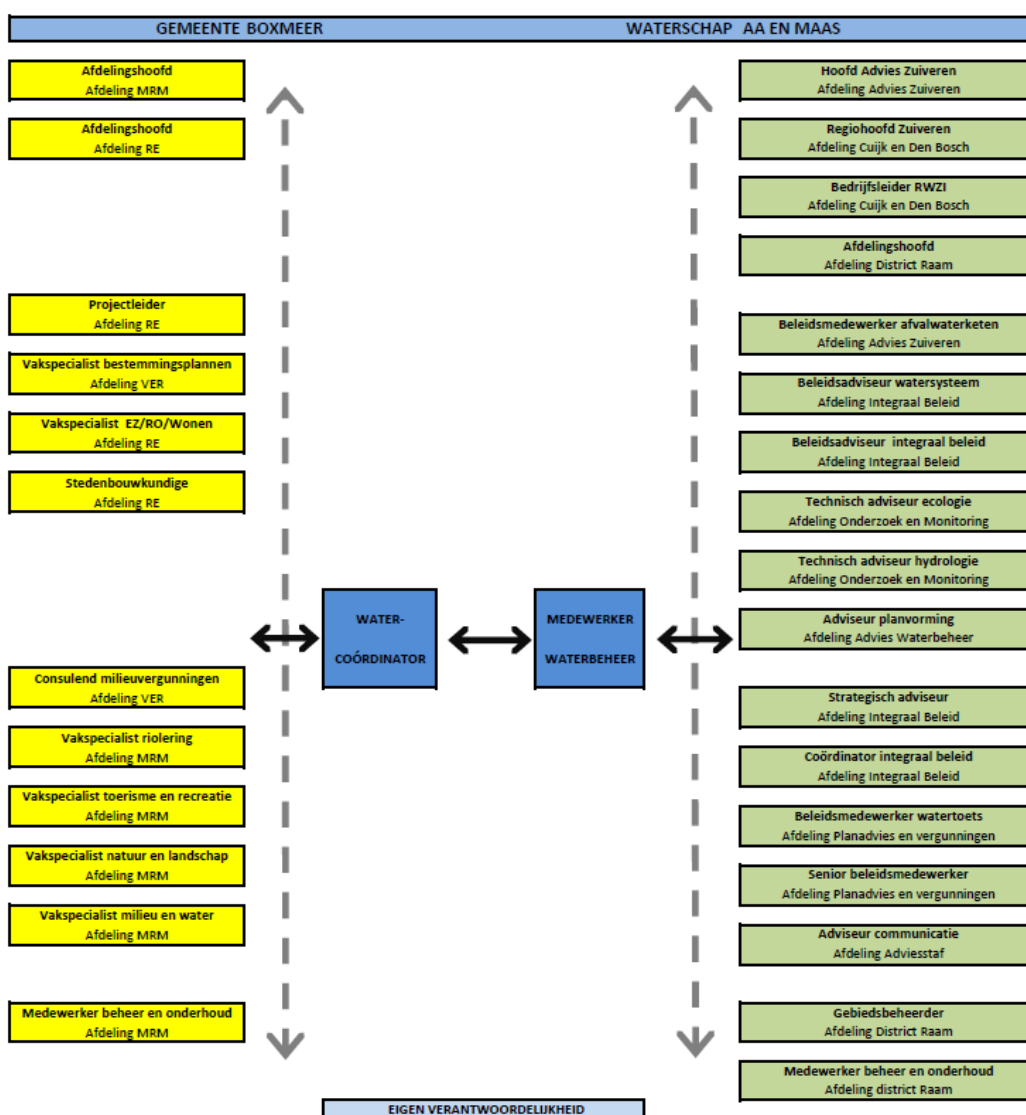 GEMEENTE BOXMEER
WATERSCHAP AA EN MAAS
Afdelingshoofd
Afdeling MRM
Afdelingshoofd
Afdeling RE
Projectleider
Afdeling RE
Vakspecialist bestemmingsplannen
Afdeling VER
Vakspecialist EZ/RO/Wonen
Afdeling RE
Stedenbouwkundige
Afdeling RE
Consulend milieuvergunningen
Afdeling VER
Vakspecialist riolering
Afdeling MRM
Vakspecialist toerisme en recreatie
Afdeling MRM
Vakspecialist natuur en landschap
Afdeling MRM
Vakspecialist milieu en water
Afdeling MRM
Medewerker beheer en onderhoud
Afdeling MRM
WATER-
COÓRDINATOR
MEDEWERKER
WATERBEHEER
Hoofd Advies Zuiveren
Afdeling Advies Zuiveren
Regiohoofd Zuiveren
Afdeling Cuijk en Den Bosch
Bedrijfsleider RWZI
Afdeling Cuijk en Den Bosch
Afdelingshoofd
Afdeling District Raam
Beleidsmedewerker afvalwaterketen
Afdeling Advies Zuiveren
Beleidsadviseur watersysteem
Afdeling Integraal Beleid
Beleidsadviseur integraal beleid
Afdeling Integraal Beleid
Technisch adviseur ecologie
Afdeling Onderzoek en Monitoring
Technisch adviseur hydrologie
Afdeling Onderzoek en Monitoring
Adviseur planvorming
Afdeling Advies Waterbeheer
Strategisch adviseur
Afdeling Integraal Beleid
Coördinator integraal beleid
Afdeling Integraal Beleid
Beleidsmedewerker watertoets
Afdeling Planadvies en vergunningen
Senior beleidsmedewerker
Afdeling Planadvies en vergunningen
Adviseur communicatie
Afdeling Adviesstaf
Gebiedsbeheerder
Afdeling District Raam
Medewerker beheer en onderhoud
Afdeling district Raam
EIGEN VERANTWOORDELIJKHEID